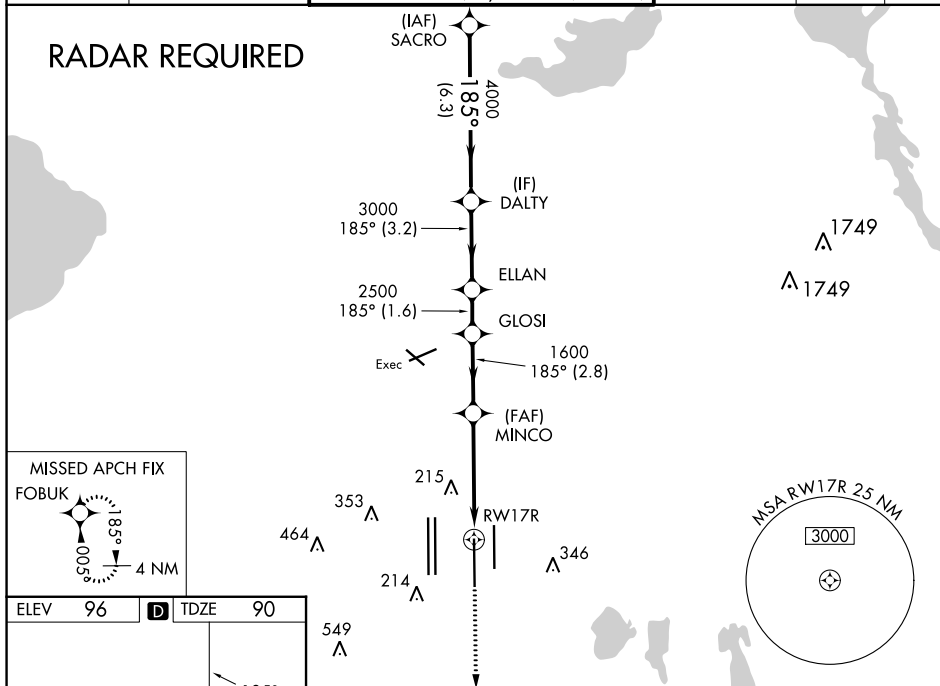 (IAF)
SACRO
RADAR REQUIRED
4000
185°
(6.3)
(IF)
DALTY
3000
185° (3.2)
1749
1749
ELLAN
2500
185° (1.6)
GLOSI
Exec
1600
185° (2.8)
(FAF)
MINCO
MISSED APCH FIX
FOBUK
185°
005°
4 NM
215
353
464
RW17R
346
214
549
MSA RW17R 25 NM
3000
ELEV 96 D TDZE 90